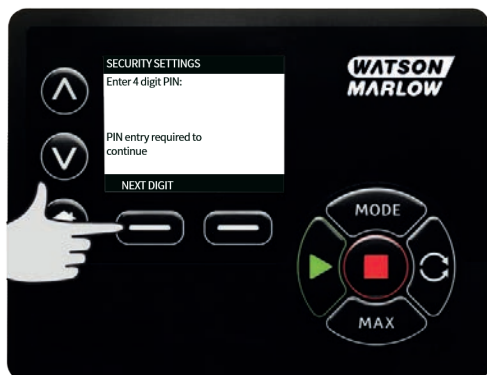 SECURITY SETTINGS
Enter 4 digit PIN:
PIN entry required to
continue
NEXT DIGIT
WATSON
MARLOW
MODE
MAX